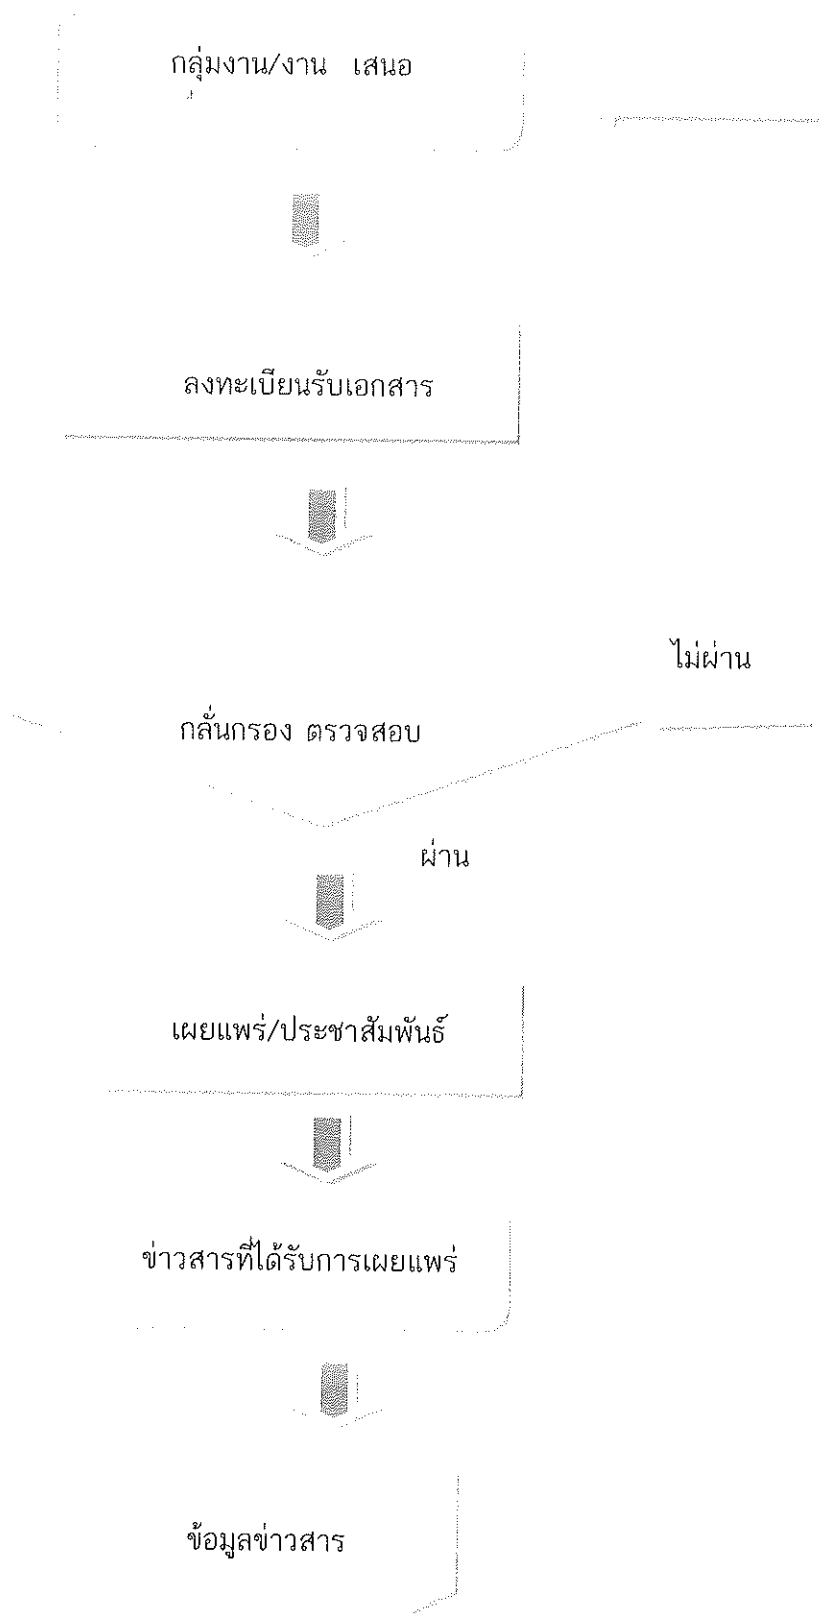 กลุ่มงาน/งาน เสนอ
ลงทะเบียนรับเอกสาร
ไม่ผ่าน
กลั่นกรอง ตรวจสอบ
ผ่าน
เผยแพร่/ประชาสัมพันธ์
ข่าวสารที่ได้รับการเผยแพร่
ข้อมูลข่าวสาร